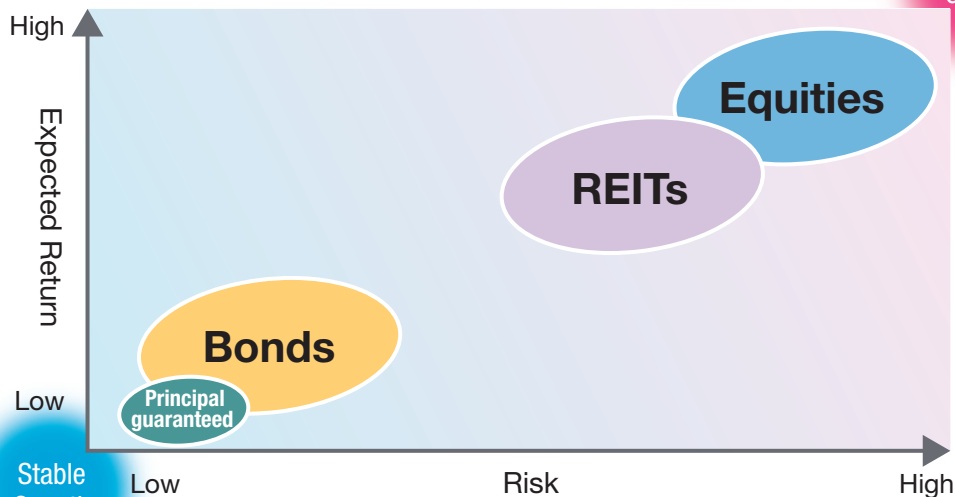 High
Expected Return
Equities
REITs
Bonds
Principal
guaranteed
Low
Stable
Low
Risk
High